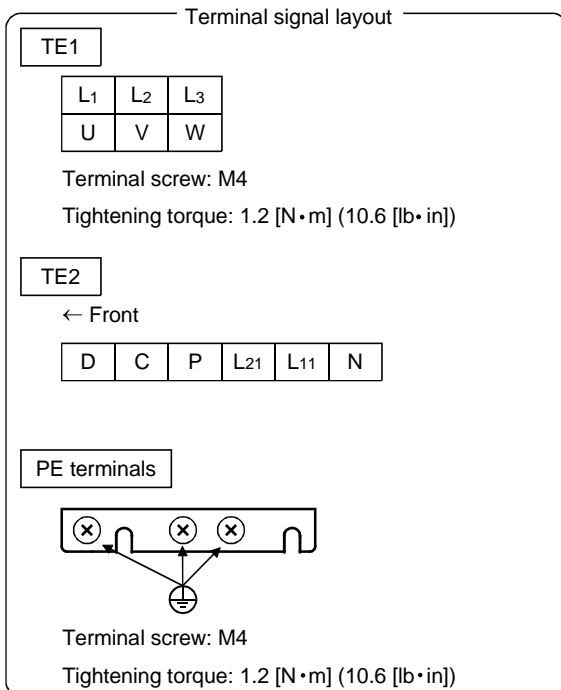 Terminal signal layout
TE1
L1 L2 L3
U V W
Terminal screw: M4
Tightening torque: 1.2 [N・m] (10.6 [lb・in])
TE2
← Front
D C P L21 L11 N
PE terminals
Terminal screw: M4
Tightening torque: 1.2 [N・m] (10.6 [lb・in])